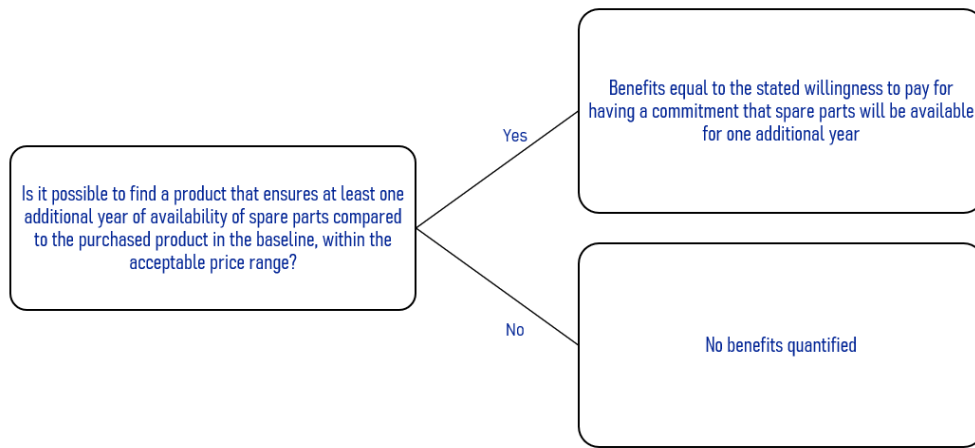 Is it possible to find a product that ensures at least one
additional year of availability of spare parts compared
to the purchased product in the baseline, within the
acceptable price range?
Yes
Benefits equal to the stated willingness to pay for
having a commitment that spare parts will be available
for one additional year
No
No benefits quantified